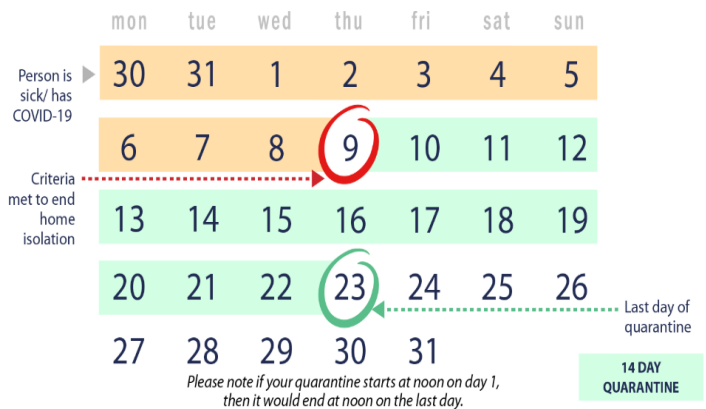 mon tue wed thu fri sat sun
Person is
sick/ has
COVID-19
30 31 1 2 3 4 5
6 7 8 9 10 11 12
Criteria
met to end
home
isolation
13 14 15 16 17 18 19
20 21 22 23 24 25 26
Last day of
quarantine
27 28 29 30 31
Please note if your quarantine starts at noon on day 1,
then it would end at noon on the last day.
14 DAY
QUARANTINE